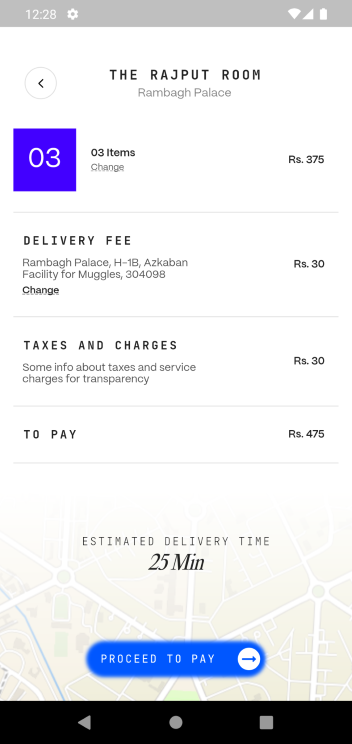 12:28
THE RAJPUT ROOM
Rambagh Palace
03
03 Items
Change
Rs. 375
DELIVERY FEE
Rambagh Palace, H-1B, Azkaban
Facility for Muggles, 304098
Change
Rs. 30
TAXES AND CHARGES
Some info about taxes and service
charges for transparency
Rs. 30
TO PAY
Rs. 475
ESTIMATED DELIVERY TIME
25 Min
PROCEED TO PAY